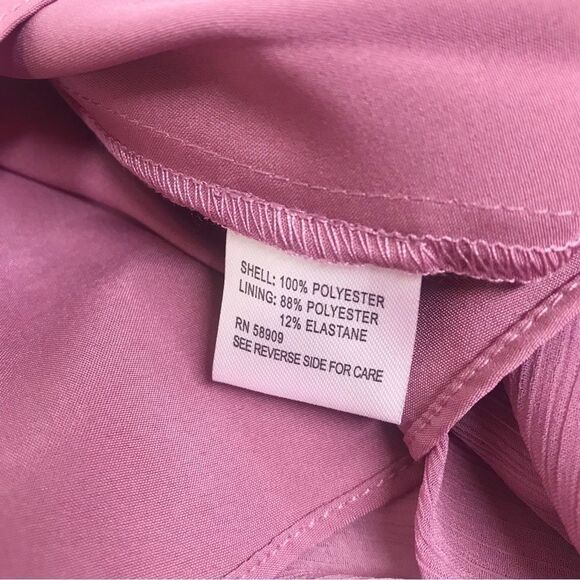 SHELL: 100% POLYESTER
LINING: 88% POLYESTER
12% ELASTANE
RN 58909
SEE REVERSE SIDE FOR CARE